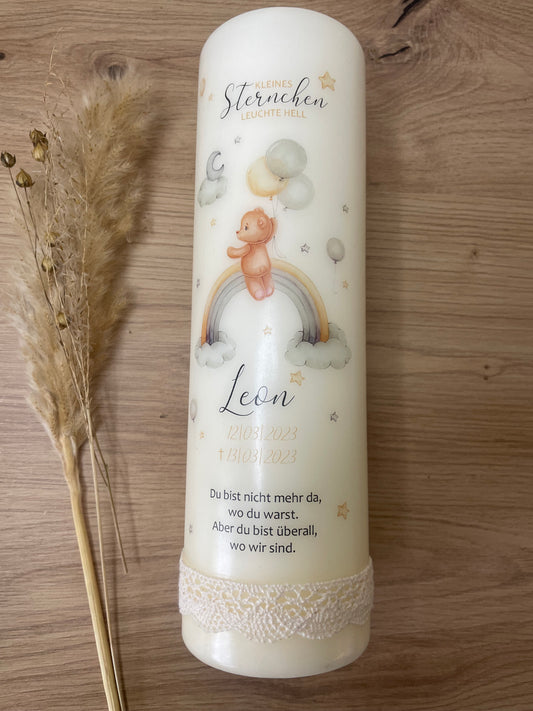 KLEINES
Sternchen
LEUCHTE HELL
Leon
12|03|2023
†13|03|2023
Du bist nicht mehr da,
wo du warst.
Aber du bist überall,
wo wir sind.